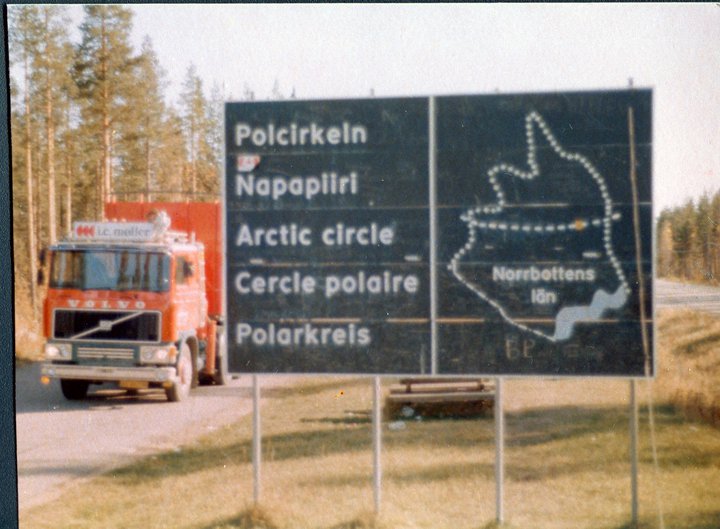 Polcirkeln
Napapiiri
Arctic circle
Cercle polaire
Polarkreis
Norrbottens
län
i.c. møller
VOLVO